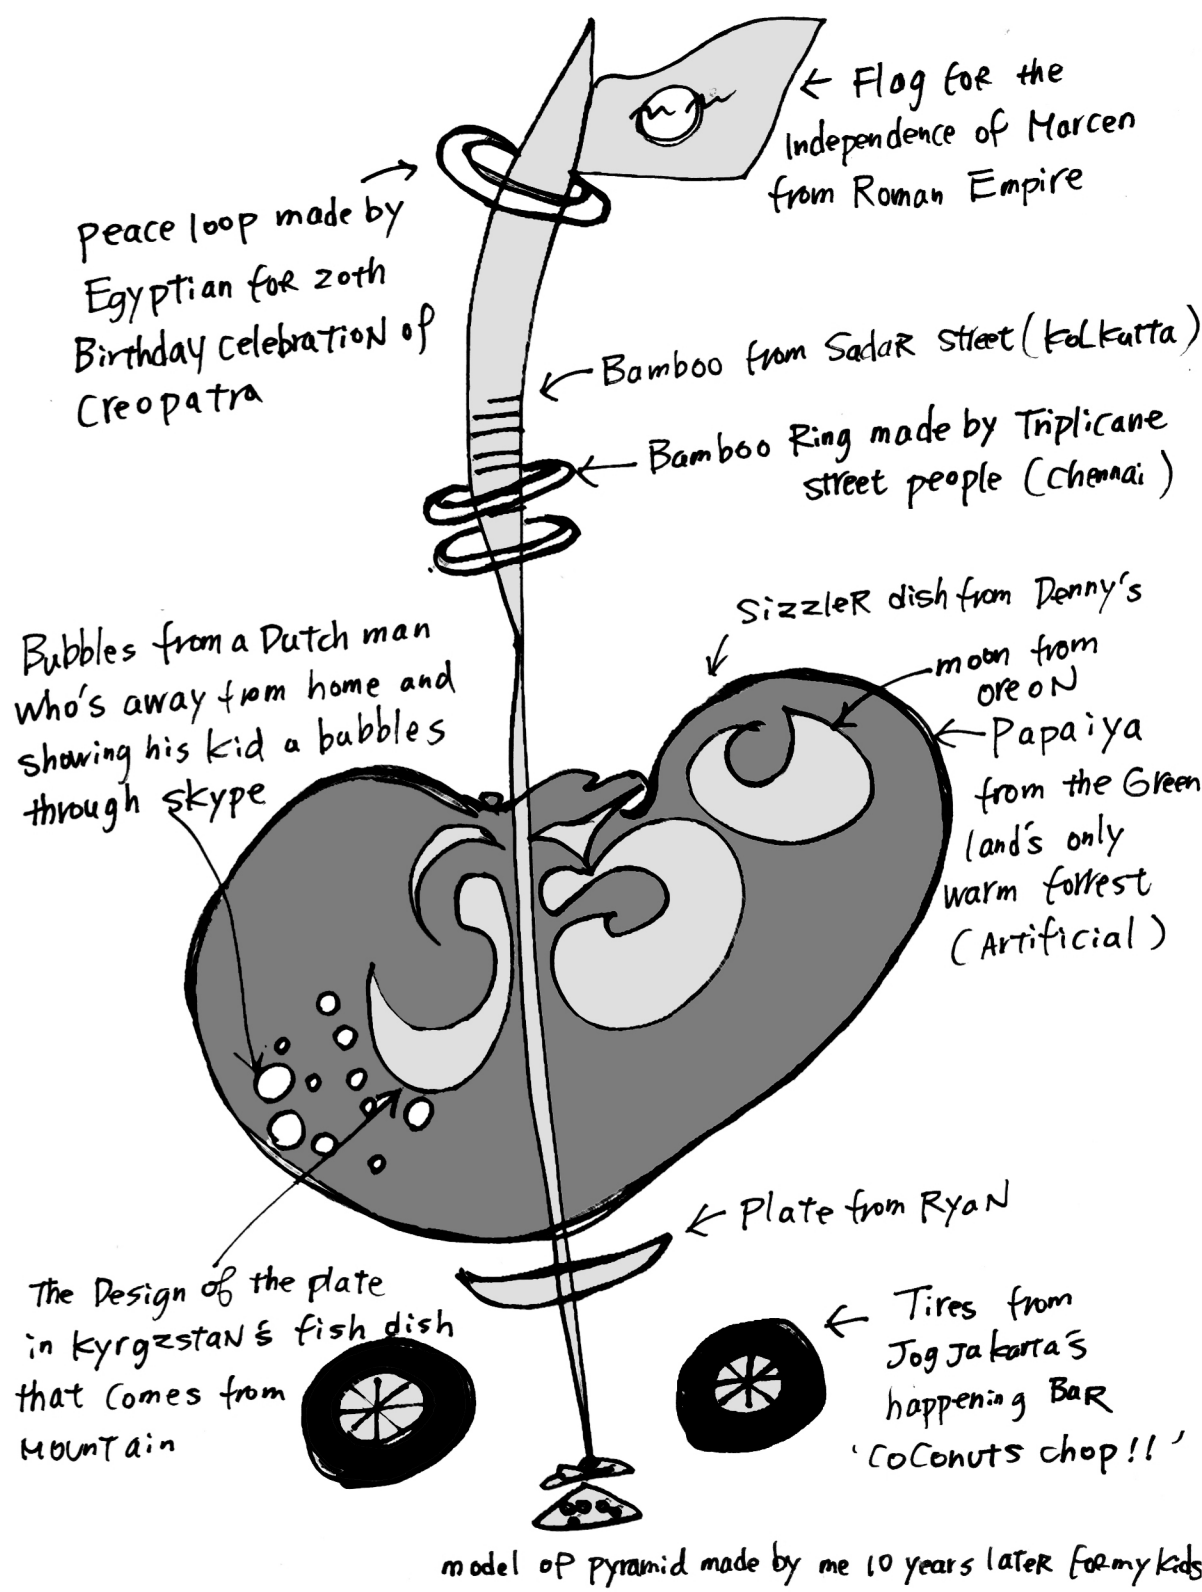 ← Flag for the
Independence of Marcen
from Roman Empire
peace loop made by
Egyptian for 20th
Birthday celebration of
Creopatra
Bamboo from Sadar street (Kolkutta)
Bamboo Ring made by Triplicane
street people (Chennai)
Sizzler dish from Denny's
moon from
oreon
Papaiya
from the Green
land's only
warm forrest
(Artificial)
Bubbles from a Dutch man
who's away from home and
showing his kid a bubbles
through skype
← Plate from Ryan
The Design of the plate
in Kyrgzstan's fish dish
that comes from
Mountain
← Tires from
Jogjakarta's
happening Bar
'Coconuts chop!!'
model of pyramid made by me 10 years later for my kids